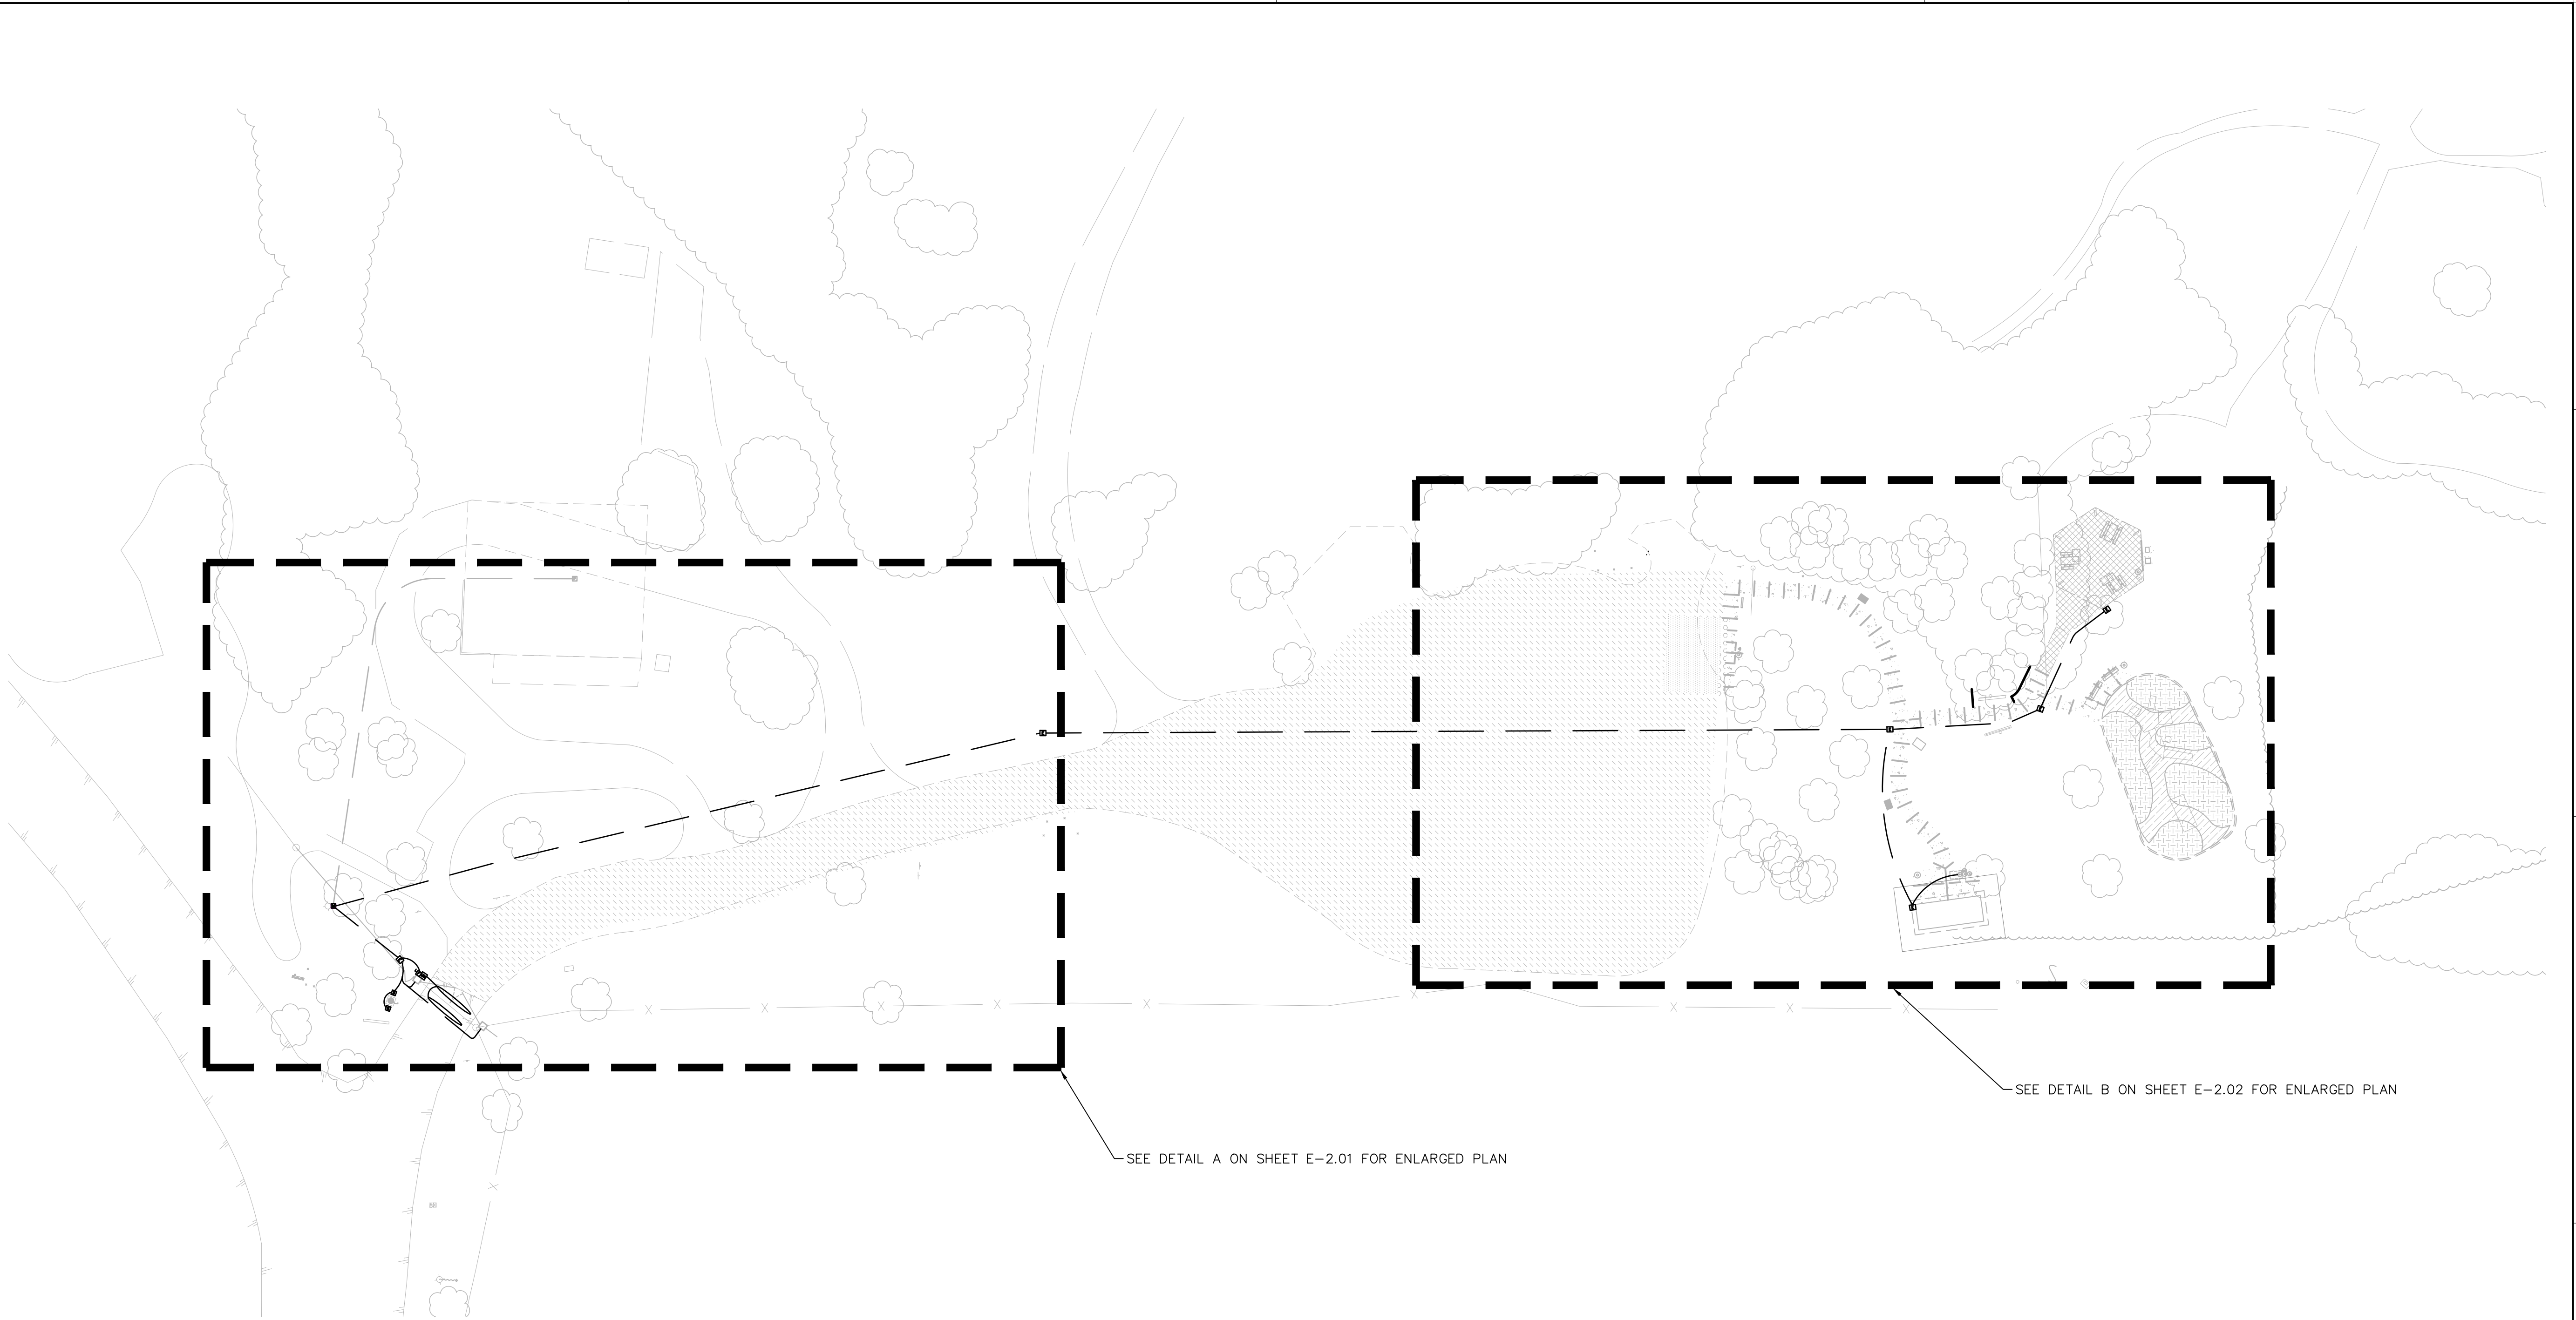 SEE DETAIL B ON SHEET E-2.02 FOR ENLARGED PLAN
SEE DETAIL A ON SHEET E-2.01 FOR ENLARGED PLAN